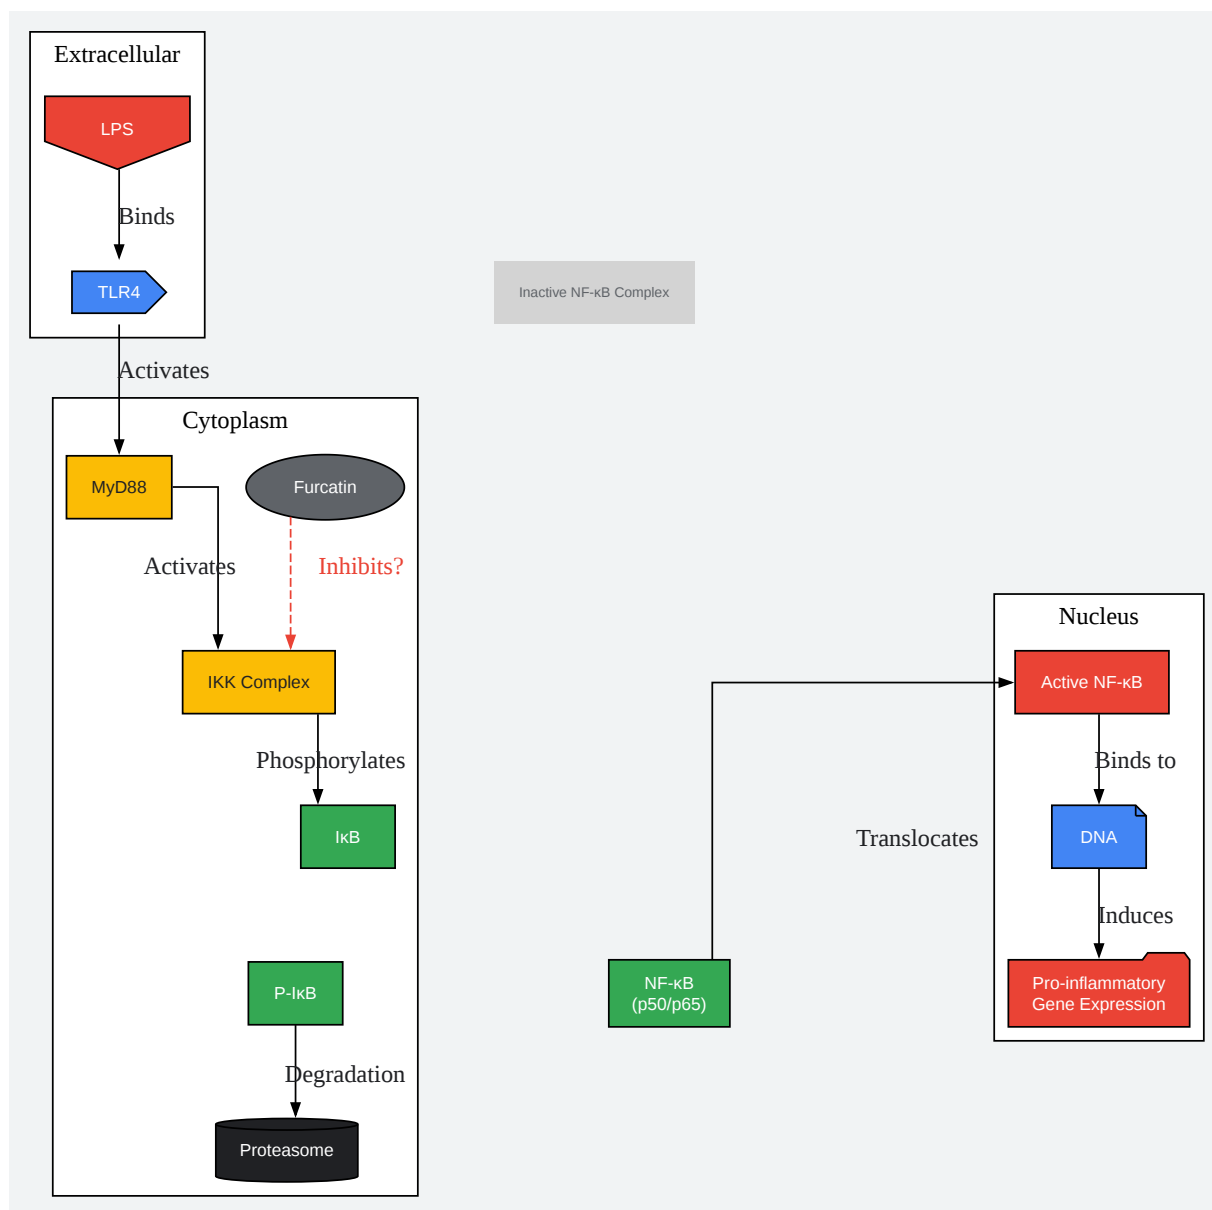 Extracellular
LPS
Binds
TLR4
Inactive NF-κB Complex
Activates
Cytoplasm
MyD88
Furcatin
Activates
Inhibits?
IKK Complex
Phosphorylates
IκB
P-IκB
Degradation
Proteasome
NF-κB
(p50/p65)
Translocates
Nucleus
Active NF-κB
Binds to
DNA
Induces
Pro-inflammatory
Gene Expression